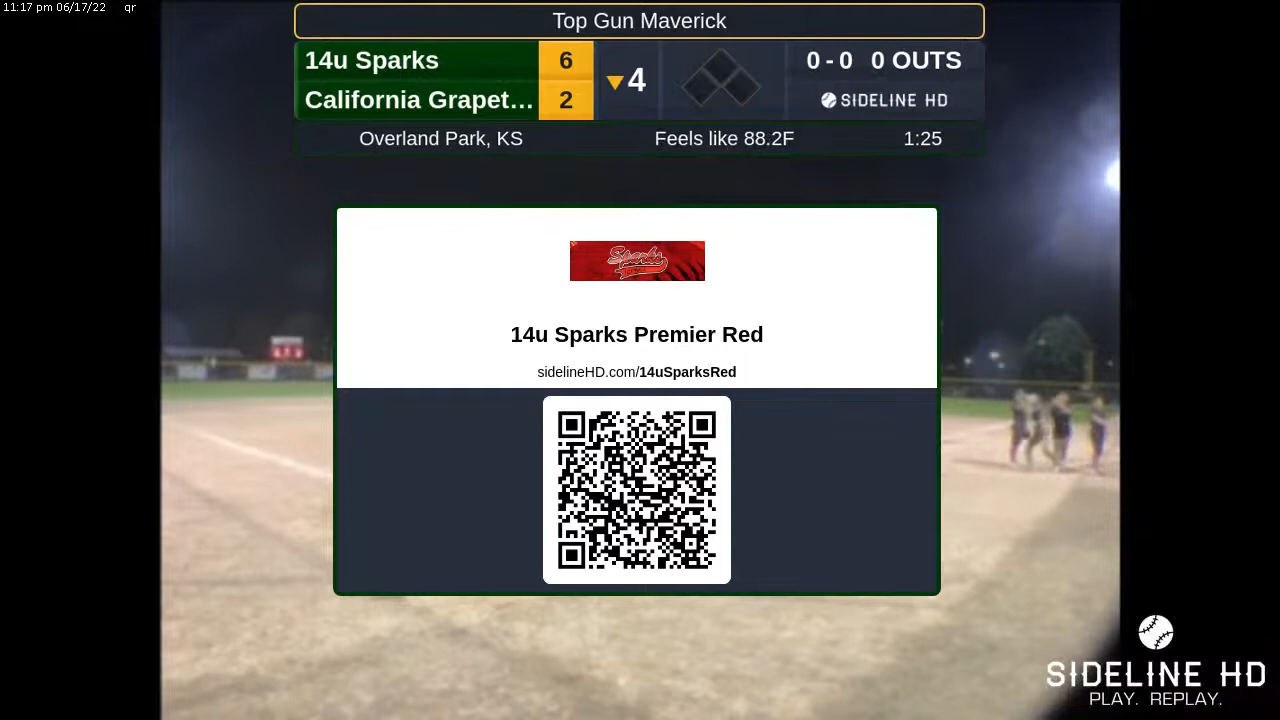 11:17 pm 06/17/22 qr
Top Gun Maverick
14u Sparks 6
California Grapet... 2
4
0 - 0 0 OUTS
SIDELINE HD
Overland Park, KS Feels like 88.2F 1:25
Sparks
14u Sparks Premier Red
sidelineHD.com/14uSparksRed
SIDELINE HD
PLAY. REPLAY.